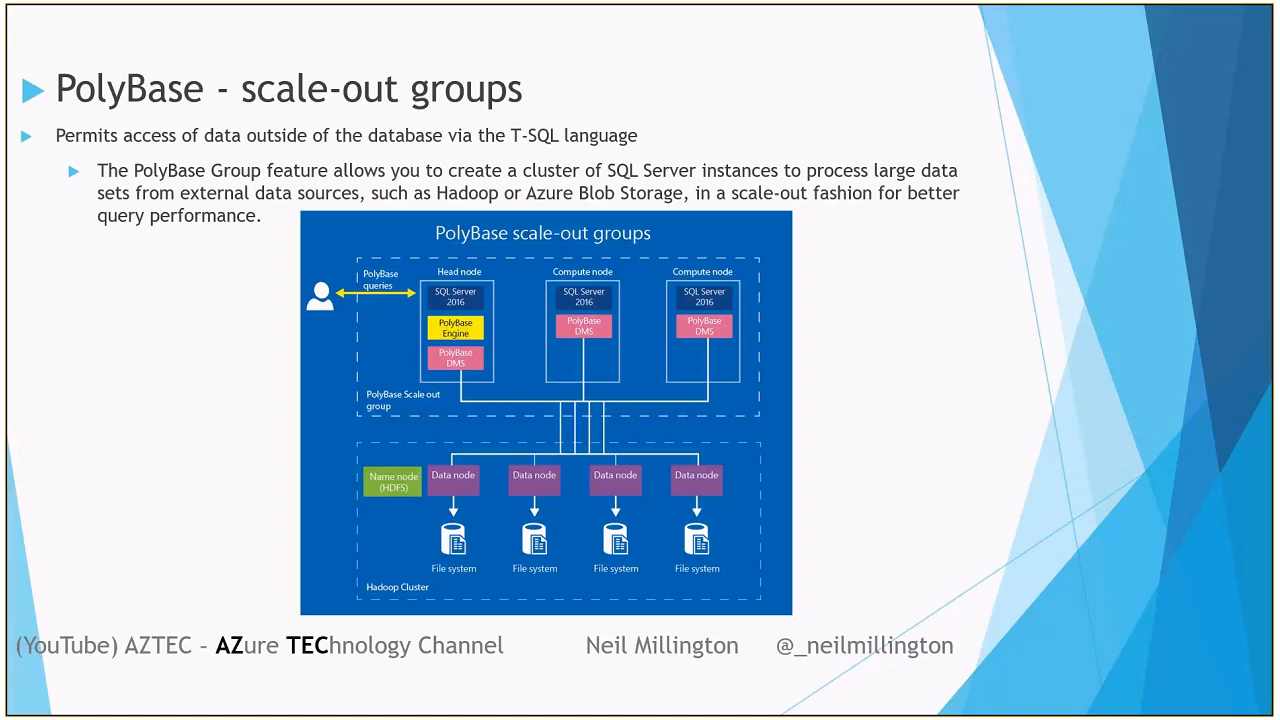 PolyBase - scale-out groups
Permits access of data outside of the database via the T-SQL language
The PolyBase Group feature allows you to create a cluster of SQL Server instances to process large data
sets from external data sources, such as Hadoop or Azure Blob Storage, in a scale-out fashion for better
query performance.
PolyBase scale-out groups
PolyBase
queries
Head node
SQL Server
2016
PolyBase
Engine
PolyBase
DMS
Compute node
SQL Server
2016
PolyBase
DMS
Compute node
SQL Server
2016
PolyBase
DMS
PolyBase Scale out
group
Name node
(HDFS)
Data node
Data node
Data node
Data node
File system
File system
File system
File system
Hadoop Cluster
(YouTube) AZTEC – AZure TEChnology Channel
Neil Millington
@_neilmillington